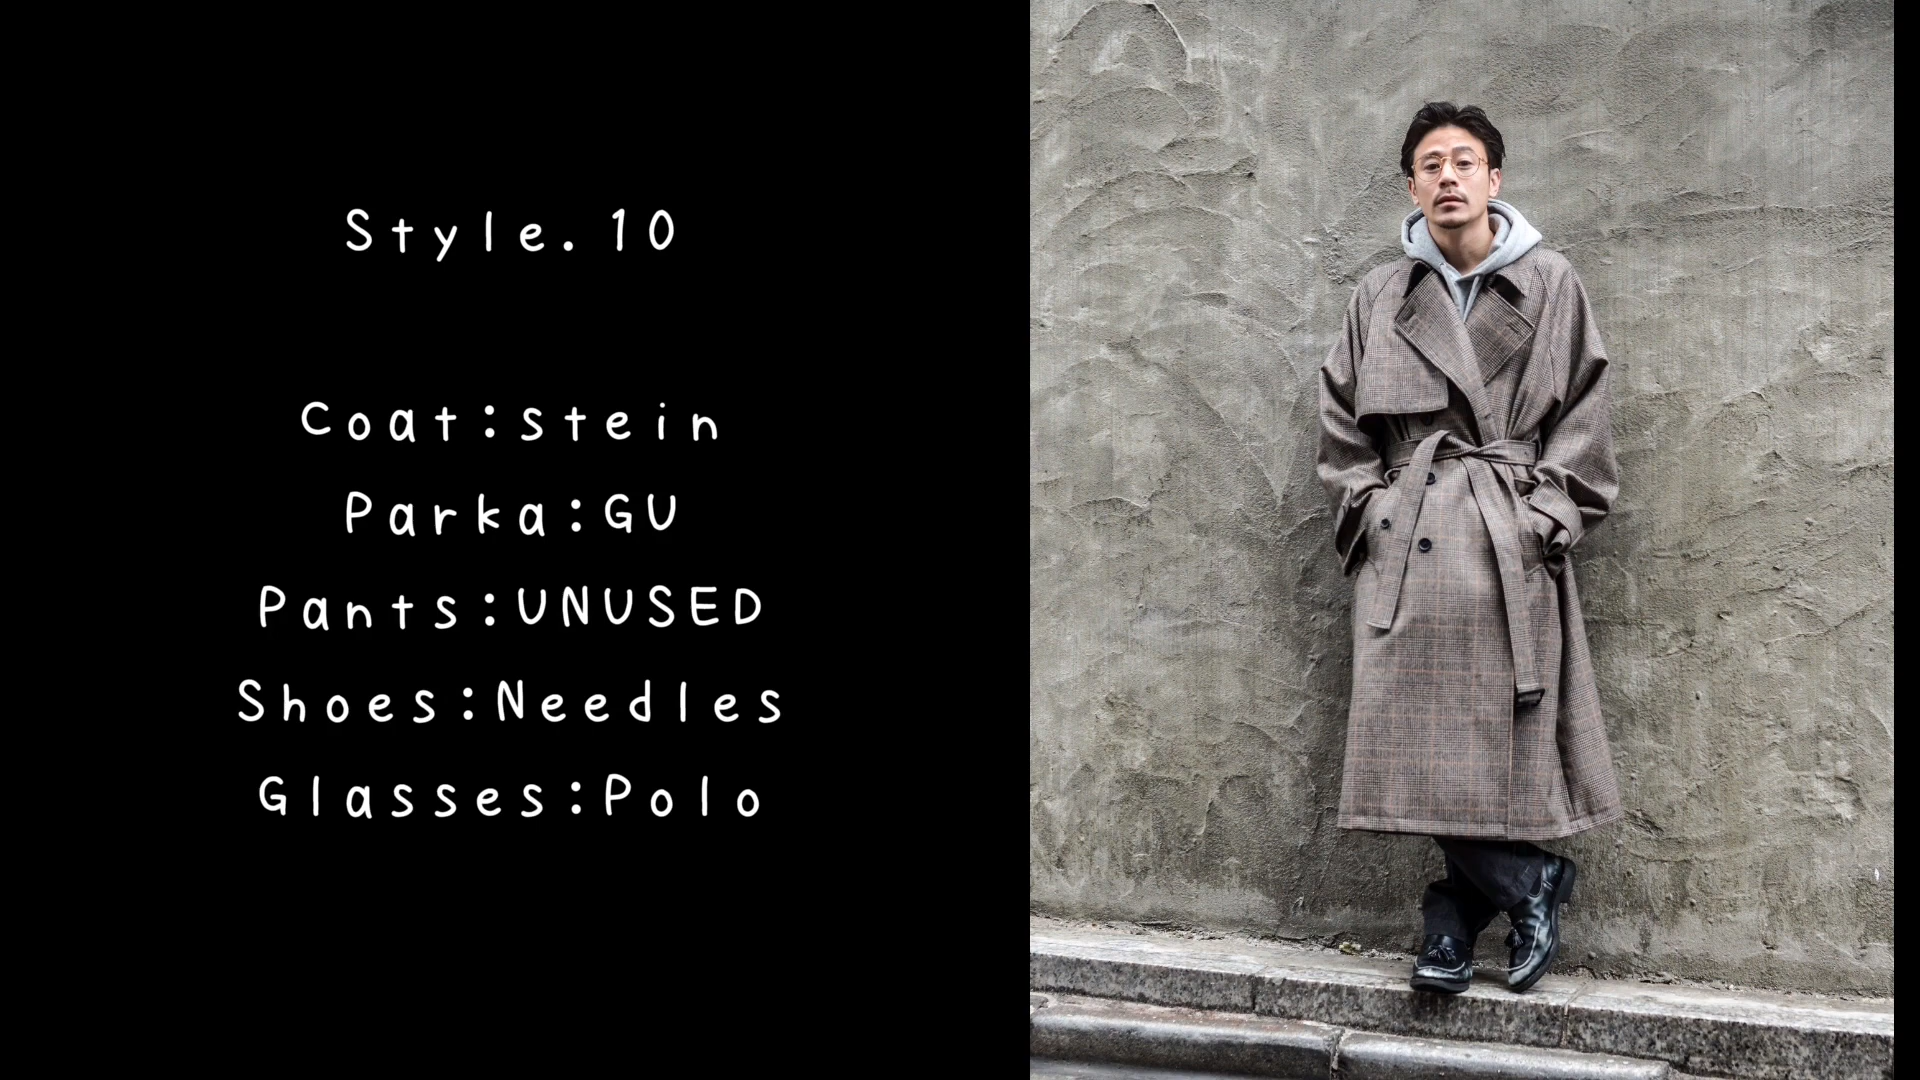 Style.10
Coat:stein
Parka:GU
Pants:UNUSED
Shoes:Needles
Glasses:Polo